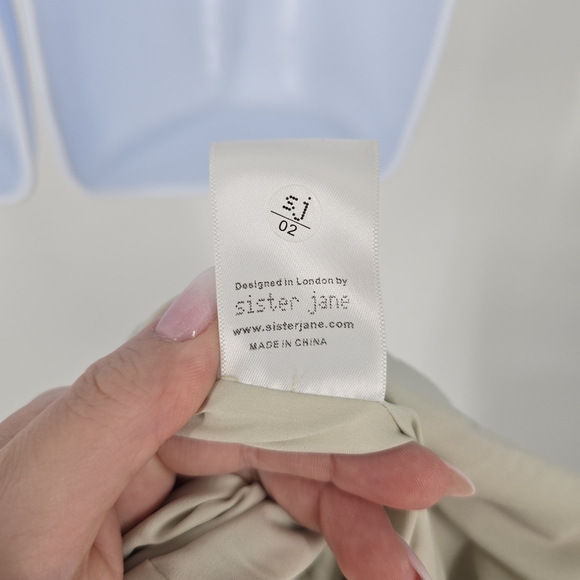 sj
02
Designed in London by
sister jane
www.sisterjane.com
MADE IN CHINA